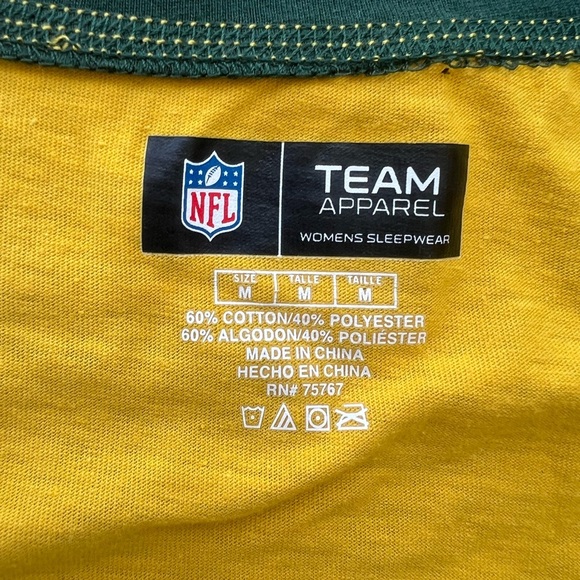 NFL
TEAM
APPAREL
WOMENS SLEEPWEAR
SIZE TALLE TAILLE
M M M
60% COTTON/40% POLYESTER
60% ALGODON/40% POLIÉSTER
MADE IN CHINA
HECHO EN CHINA
RN# 75767